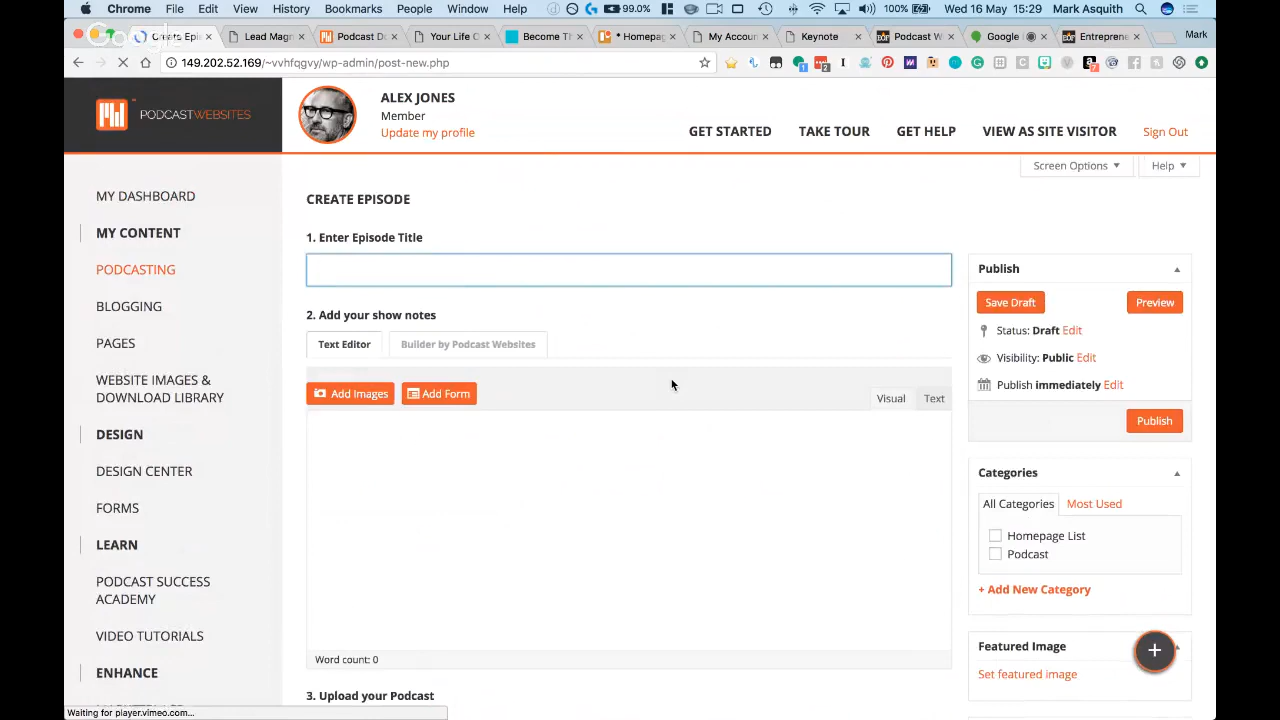 Chrome File Edit View History Bookmarks People Window Help 99.0% 100% Wed 16 May 15:29 Mark Asquith
Google
Create Epis Lead Magn Podcast Do Your Life C Become Th * Homepag My Accoun Keynote Podcast W Google Entreprene Mark
149.202.52.169/~vvhfqgvy/wp-admin/post-new.php
PODCASTWEBSITES
ALEX JONES
Member
Update my profile
GET STARTED TAKE TOUR GET HELP VIEW AS SITE VISITOR Sign Out
Screen Options Help
MY DASHBOARD
MY CONTENT
PODCASTING
BLOGGING
PAGES
WEBSITE IMAGES &
DOWNLOAD LIBRARY
DESIGN
DESIGN CENTER
FORMS
LEARN
PODCAST SUCCESS
ACADEMY
VIDEO TUTORIALS
ENHANCE
CREATE EPISODE
1. Enter Episode Title
2. Add your show notes
Text Editor Builder by Podcast Websites
Add Images Add Form Visual Text
Word count: 0
3. Upload your Podcast
Publish
Save Draft Preview
Status: Draft Edit
Visibility: Public Edit
Publish immediately Edit
Publish
Categories
All Categories Most Used
Homepage List
Podcast
+ Add New Category
Featured Image
Set featured image
Waiting for player.vimeo.com...